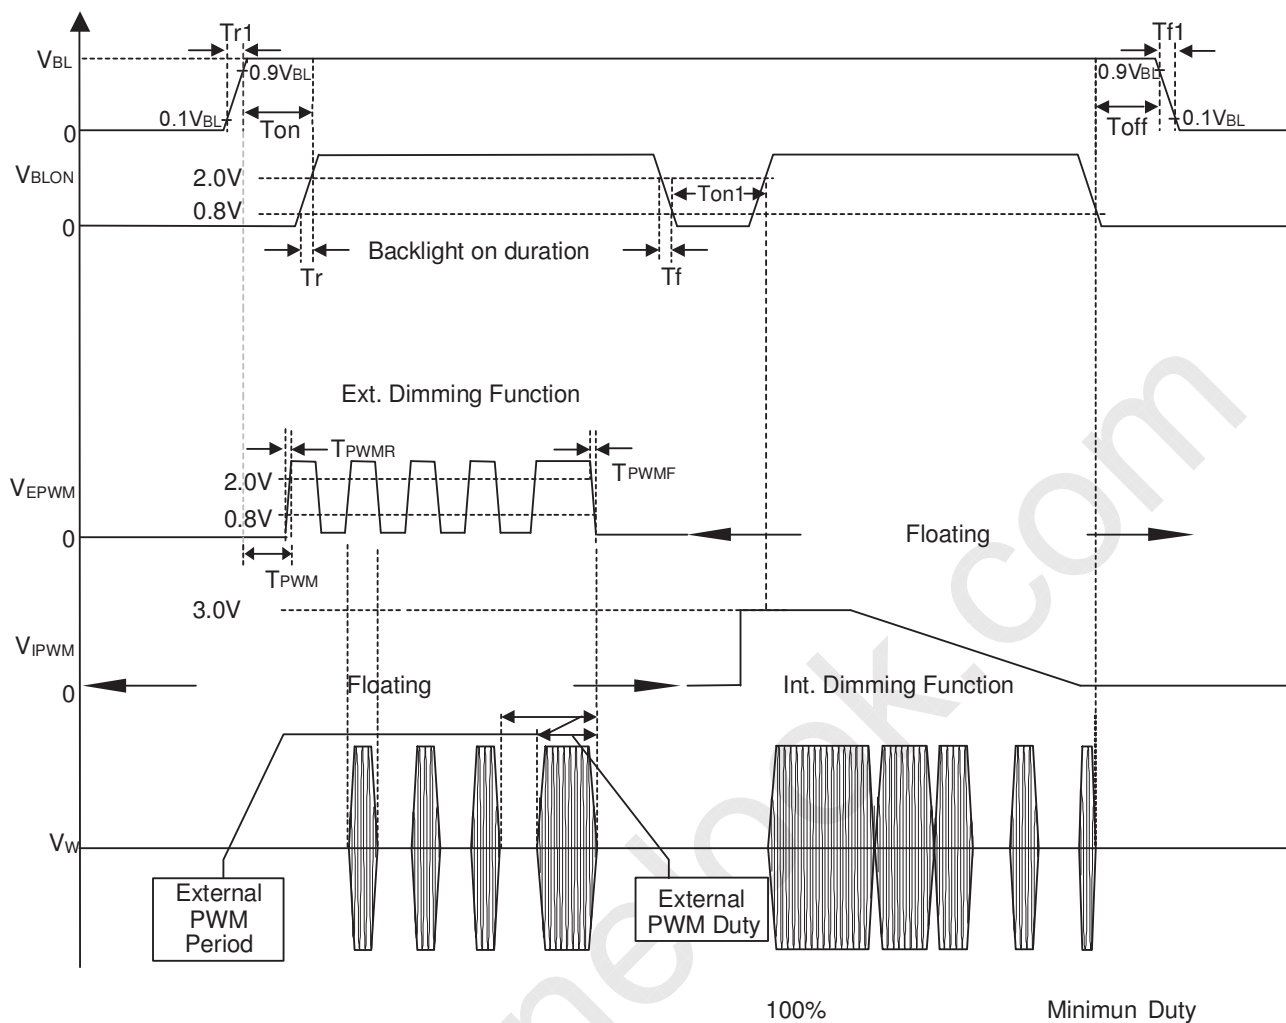 Tr1
Tf1
VBL
0.9VBL
0.9VBL
0.1VBL
Ton
Toff
0.1VBL
0
VBLON
2.0V
Ton1
0.8V
0
Backlight on duration
Tr
Tf
Ext. Dimming Function
TPWMR
TPWMF
VEPWM
2.0V
0.8V
0
Floating
TPWM
3.0V
VIPWM
0
Floating
Int. Dimming Function
VW
External
PWM
Period
External
PWM Duty
100%
Minimun Duty